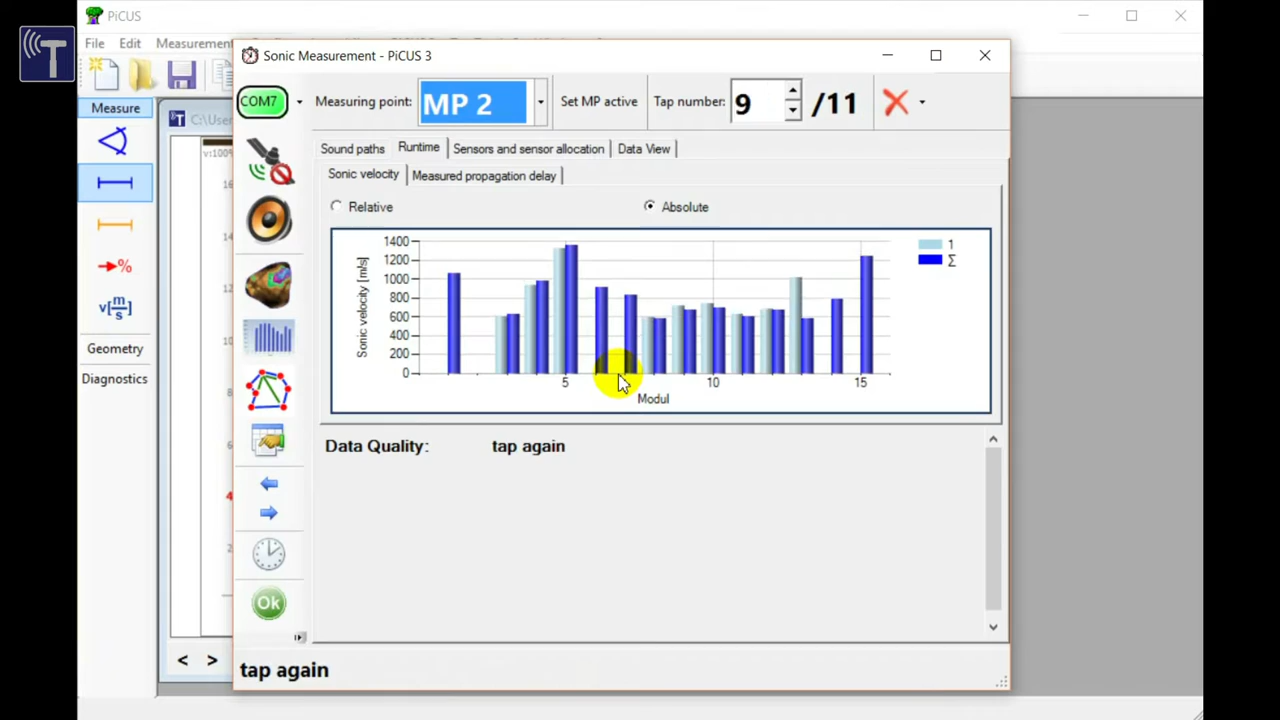 PiCUS
File Edit Measurement
Measure
Geometry
Diagnostics
C:\User
v:100%
Sonic Measurement - PiCUS 3
COM7
Measuring point: MP 2 Set MP active Tap number: 9 /11
Sound paths Runtime Sensors and sensor allocation Data View
Sonic velocity Measured propagation delay
Relative Absolute
Sonic velocity [m/s]
1400
1200
1000
800
600
400
200
0
5 10 15
Modul
1
Σ
Data Quality: tap again
Ok
tap again
%
v[m/s]
T
< >